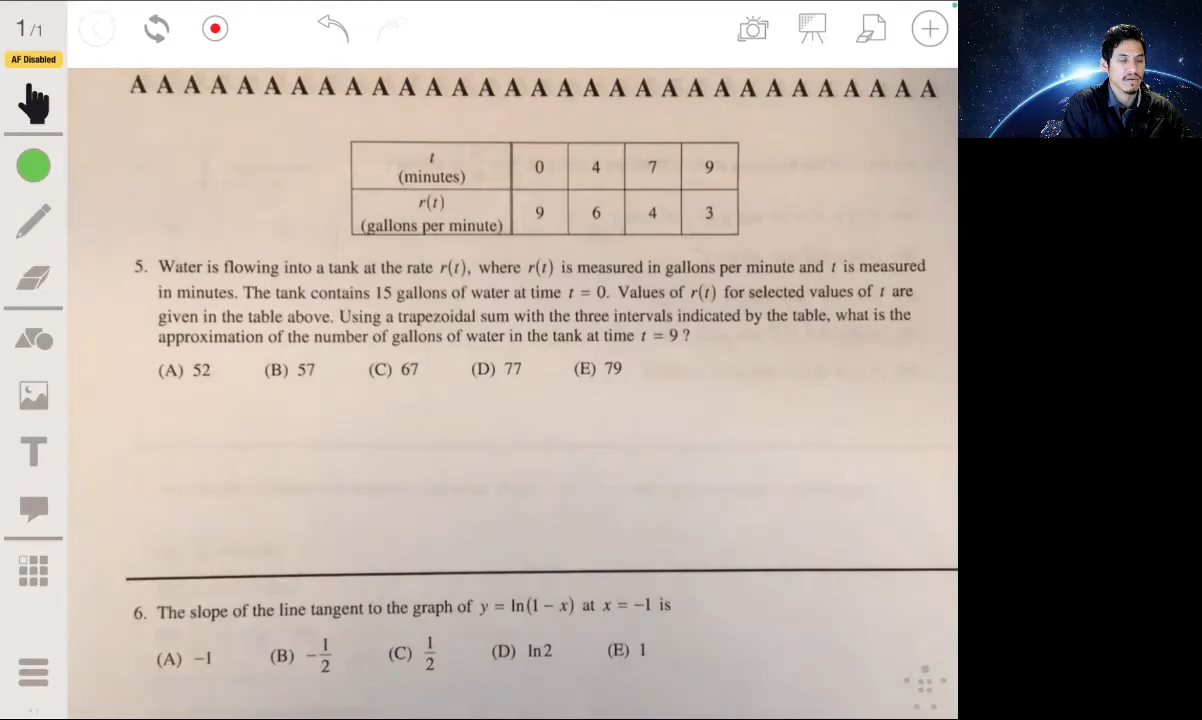 1/1
AF Disabled
A A A A A A A A A A A A A A A A A A A A A A A A A A A A A A A
t
(minutes) 0 4 7 9
r(t)
(gallons per minute) 9 6 4 3
5. Water is flowing into a tank at the rate r(t), where r(t) is measured in gallons per minute and t is measured
in minutes. The tank contains 15 gallons of water at time t = 0. Values of r(t) for selected values of t are
given in the table above. Using a trapezoidal sum with the three intervals indicated by the table, what is the
approximation of the number of gallons of water in the tank at time t = 9 ?
(A) 52 (B) 57 (C) 67 (D) 77 (E) 79
6. The slope of the line tangent to the graph of y = ln(1 − x) at x = −1 is
(A) −1 (B) −1/2 (C) 1/2 (D) ln 2 (E) 1
T